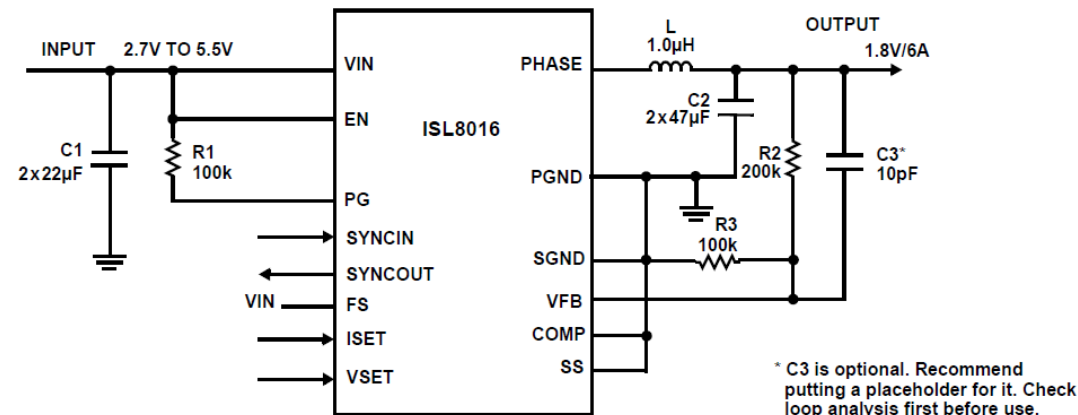 INPUT
2.7V TO 5.5V
C1
2x22µF
R1
100k
VIN
EN
PG
SYNCIN
SYNCOUT
VIN
FS
ISET
VSET
ISL8016
PHASE
PGND
SGND
VFB
COMP
SS
L
1.0µH
OUTPUT
1.8V/6A
C2
2x47µF
R2
200k
C3*
10pF
R3
100k
* C3 is optional. Recommend
putting a placeholder for it. Check
loop analysis first before use.